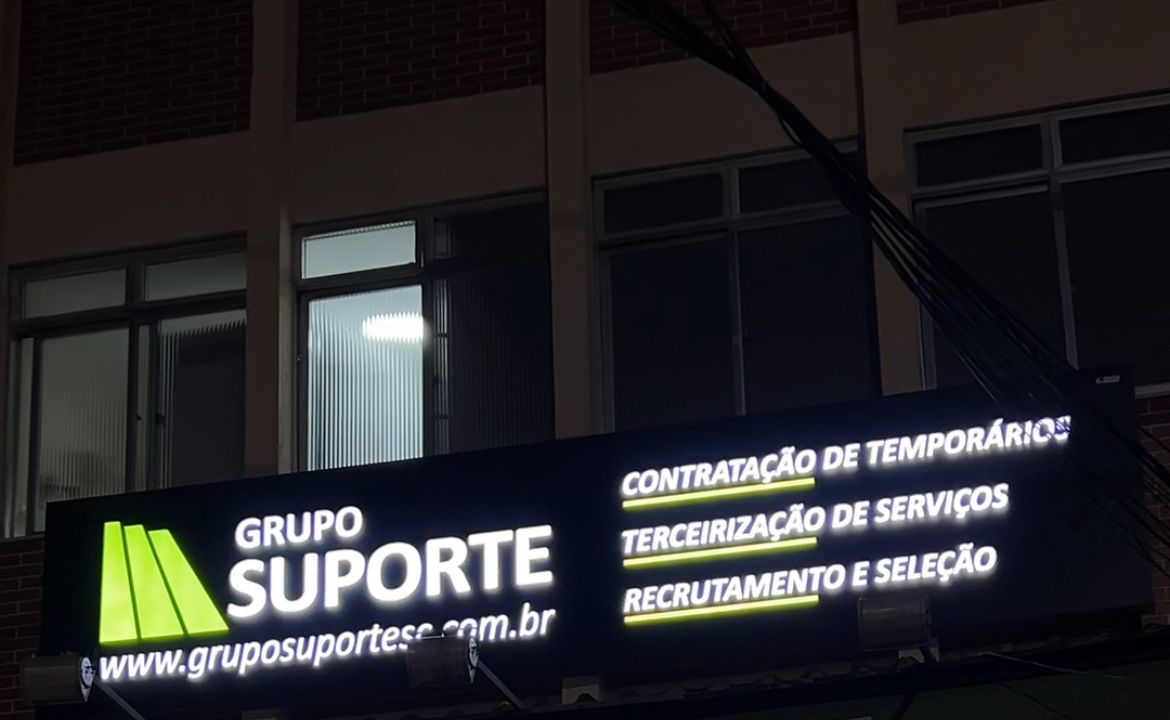 GRUPO
SUPORTE
www.gruposuportesc.com.br
CONTRATAÇÃO DE TEMPORÁRIOS
TERCEIRIZAÇÃO DE SERVIÇOS
RECRUTAMENTO E SELEÇÃO